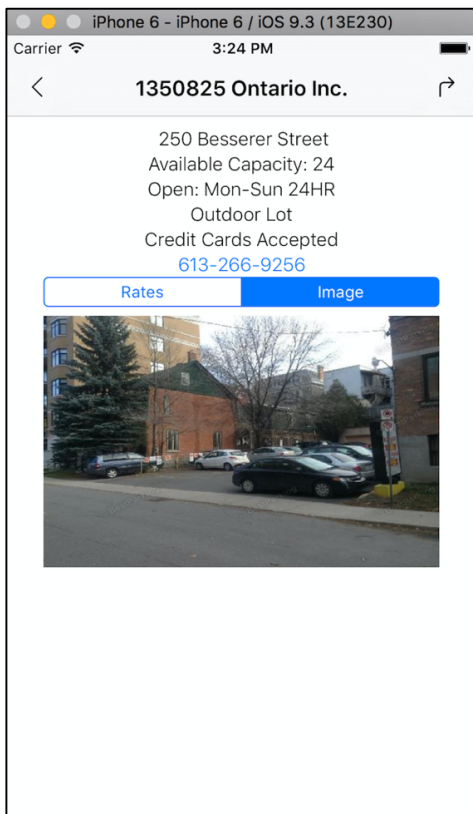 iPhone 6 - iPhone 6 / iOS 9.3 (13E230)
Carrier 3:24 PM
1350825 Ontario Inc.
250 Besserer Street
Available Capacity: 24
Open: Mon-Sun 24HR
Outdoor Lot
Credit Cards Accepted
613-266-9256
Rates Image